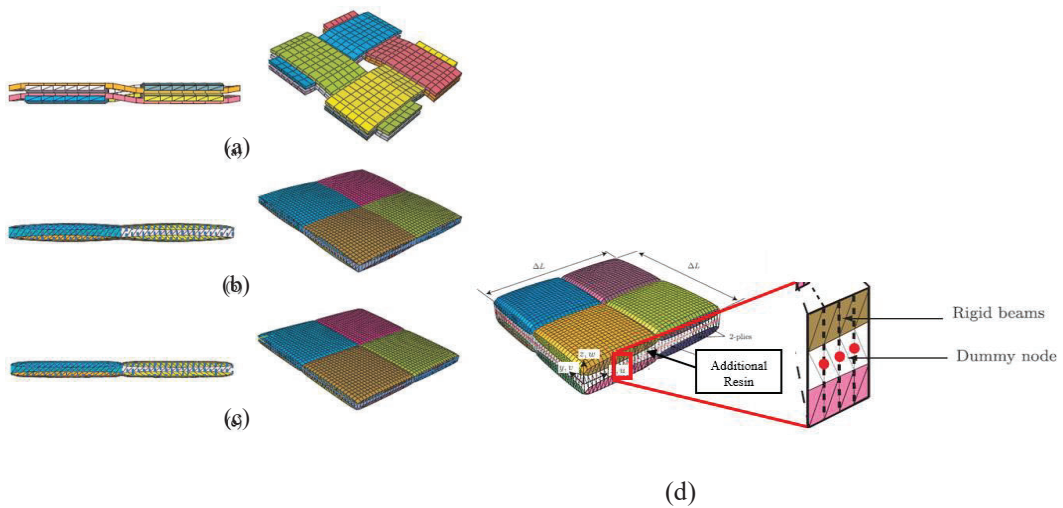 (a)
(b)
(c)
ΔL
ΔL
2-plies
z, w
y, v
, u
Additional
Resin
Rigid beams
Dummy node
(d)